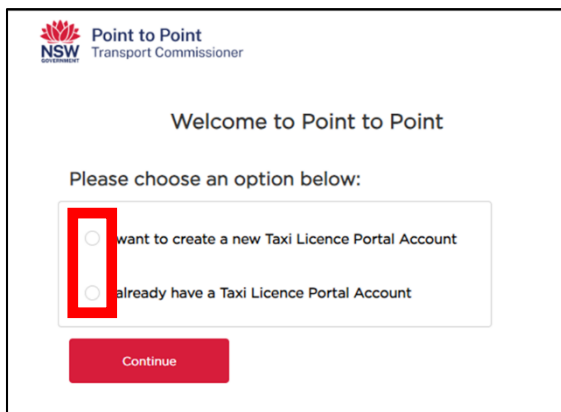 Point to Point
NSW Transport Commissioner
GOVERNMENT
Welcome to Point to Point
Please choose an option below:
want to create a new Taxi Licence Portal Account
already have a Taxi Licence Portal Account
Continue